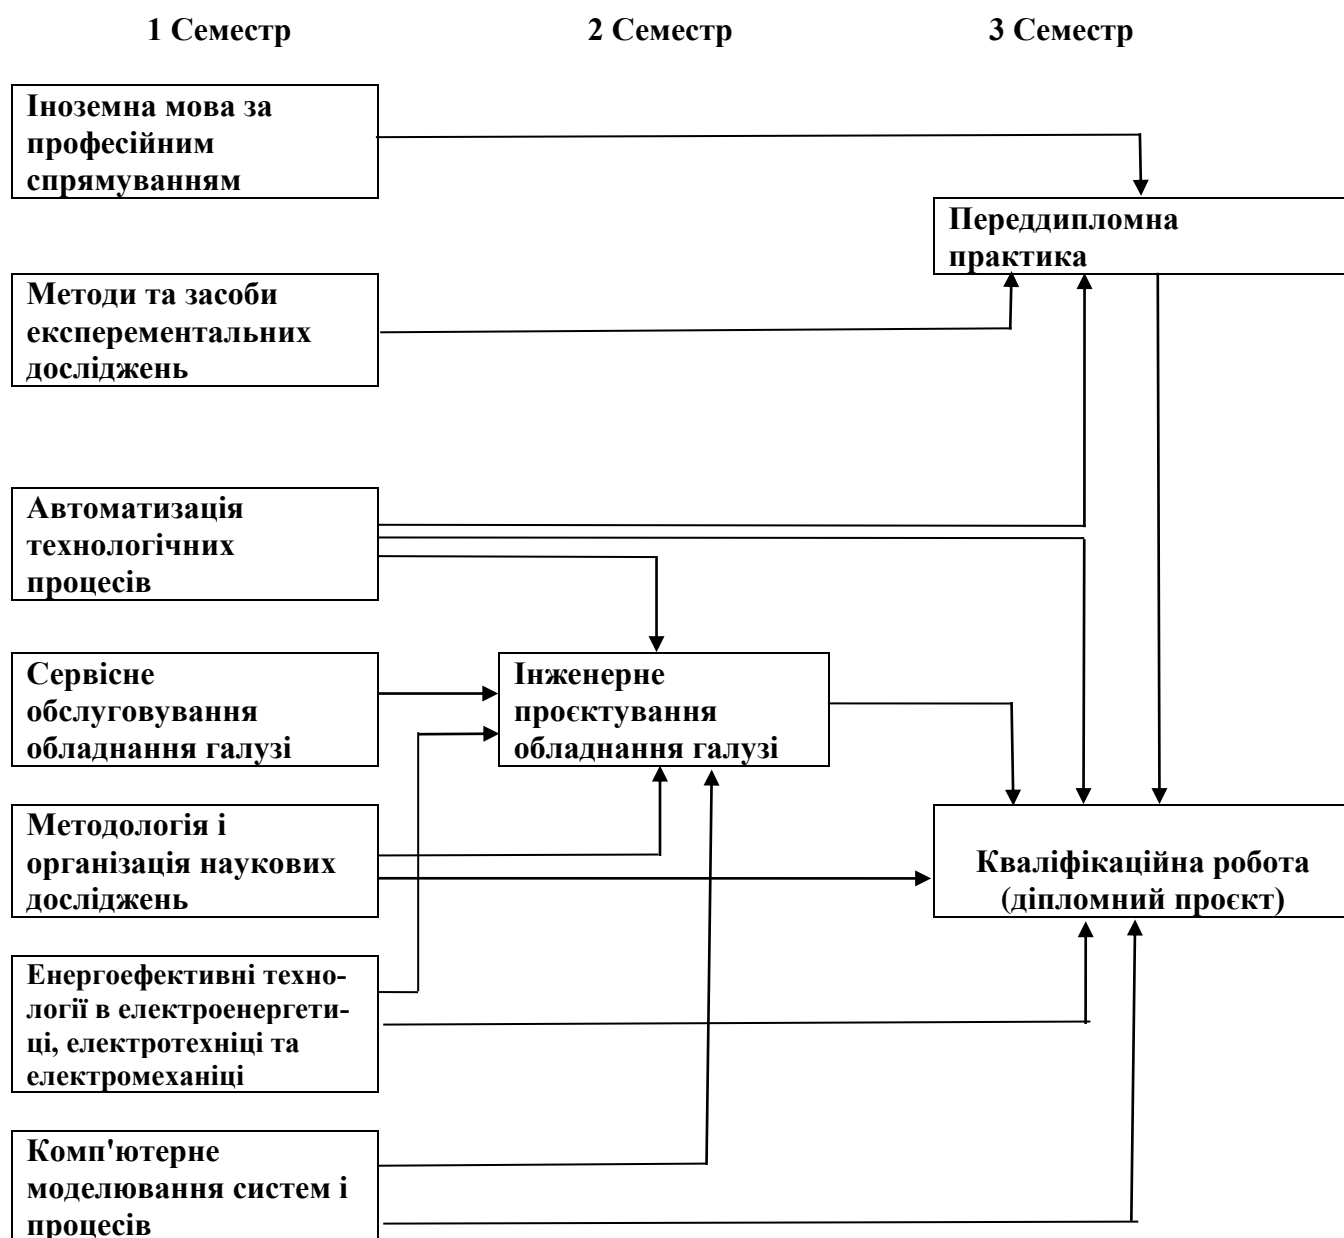 1 Семестр
2 Семестр
3 Семестр
Іноземна мова за
професійним
спрямуванням
Переддипломна
практика
Методи та засоби
експерементальних
досліджень
Автоматизація
технологічних
процесів
Сервісне
обслуговування
обладнання галузі
Інженерне
проєктування
обладнання галузі
Методологія і
організація наукових
досліджень
Кваліфікаційна робота
(діпломний проєкт)
Енергоефективні техно-
логії в електроенергети-
ці, електротехніці та
електромеханіці
Комп'ютерне
моделювання систем і
процесів